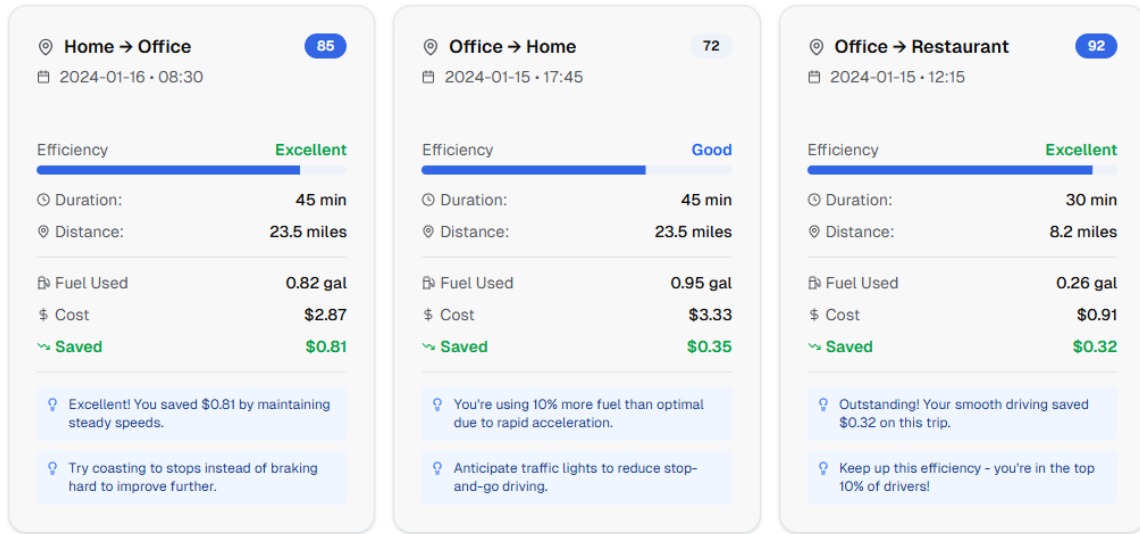 Home → Office
85
2024-01-16 • 08:30
Efficiency
Excellent
Duration:
45 min
Distance:
23.5 miles
Fuel Used
0.82 gal
$ Cost
$2.87
Saved
$0.81
Excellent! You saved $0.81 by maintaining
steady speeds.
Try coasting to stops instead of braking
hard to improve further.
Office → Home
72
2024-01-15 • 17:45
Efficiency
Good
Duration:
45 min
Distance:
23.5 miles
Fuel Used
0.95 gal
$ Cost
$3.33
Saved
$0.35
You're using 10% more fuel than optimal
due to rapid acceleration.
Anticipate traffic lights to reduce stop-
and-go driving.
Office → Restaurant
92
2024-01-15 • 12:15
Efficiency
Excellent
Duration:
30 min
Distance:
8.2 miles
Fuel Used
0.26 gal
$ Cost
$0.91
Saved
$0.32
Outstanding! Your smooth driving saved
$0.32 on this trip.
Keep up this efficiency - you're in the top
10% of drivers!